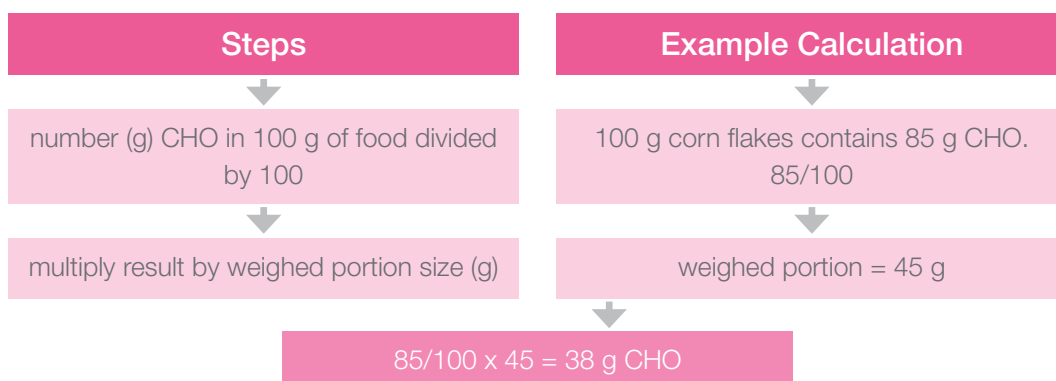 Steps
Example Calculation
number (g) CHO in 100 g of food divided
by 100
100 g corn flakes contains 85 g CHO.
85/100
multiply result by weighed portion size (g)
weighed portion = 45 g
85/100 x 45 = 38 g CHO